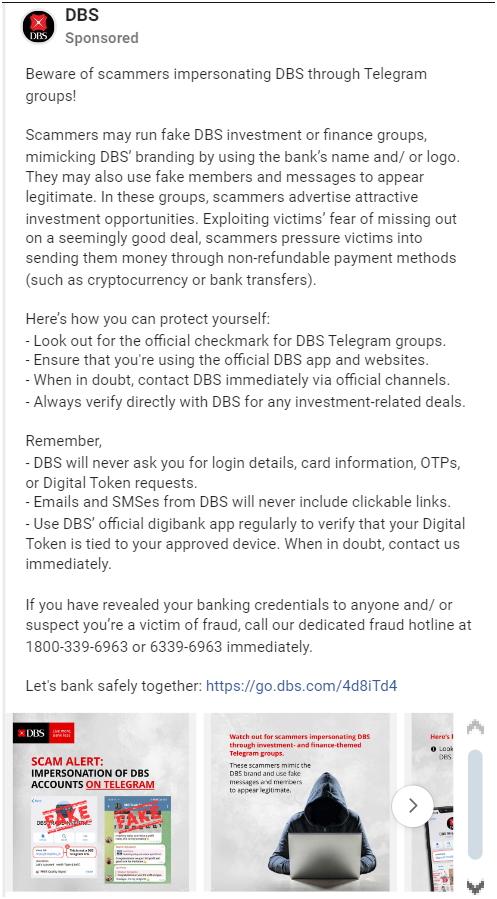 DBS
DBS
Sponsored
Beware of scammers impersonating DBS through Telegram
groups!
Scammers may run fake DBS investment or finance groups,
mimicking DBS’ branding by using the bank’s name and/ or logo.
They may also use fake members and messages to appear
legitimate. In these groups, scammers advertise attractive
investment opportunities. Exploiting victims’ fear of missing out
on a seemingly good deal, scammers pressure victims into
sending them money through non-refundable payment methods
(such as cryptocurrency or bank transfers).
Here’s how you can protect yourself:
- Look out for the official checkmark for DBS Telegram groups.
- Ensure that you're using the official DBS app and websites.
- When in doubt, contact DBS immediately via official channels.
- Always verify directly with DBS for any investment-related deals.
Remember,
- DBS will never ask you for login details, card information, OTPs,
or Digital Token requests.
- Emails and SMSes from DBS will never include clickable links.
- Use DBS’ official digibank app regularly to verify that your Digital
Token is tied to your approved device. When in doubt, contact us
immediately.
If you have revealed your banking credentials to anyone and/ or
suspect you’re a victim of fraud, call our dedicated fraud hotline at
1800-339-6963 or 6339-6963 immediately.
Let's bank safely together: https://go.dbs.com/4d8iTd4
DBS
Live more,
Bank less
SCAM ALERT:
IMPERSONATION OF DBS
ACCOUNTS ON TELEGRAM
FAKE
FAKE
Watch out for scammers impersonating DBS
through investment- and finance-themed
Telegram groups.
These scammers mimic the
DBS brand and use fake
messages and members
to appear legitimate.
Here's
Look
DBS